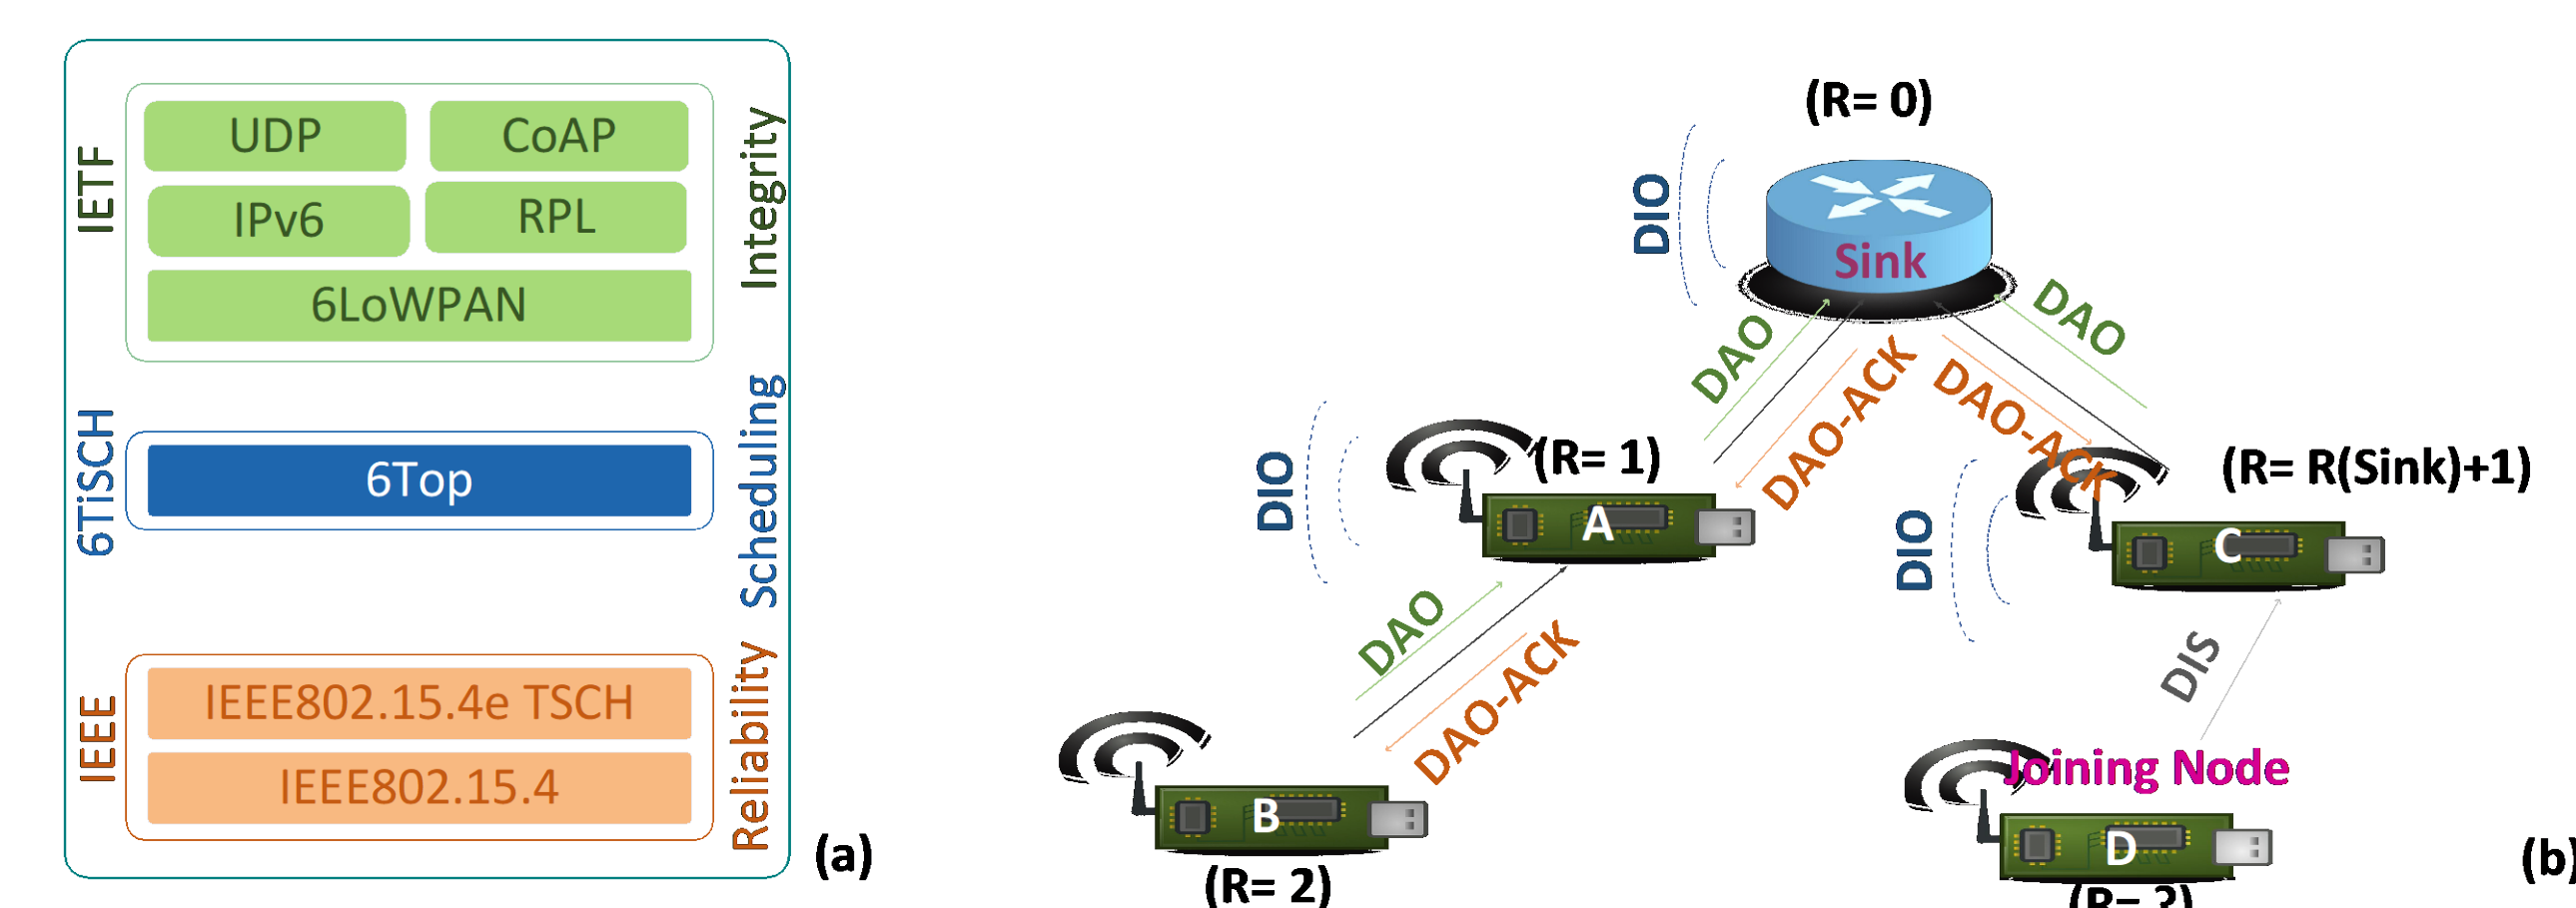 IETF
UDP
CoAP
IPv6
RPL
6LoWPAN
Integrity
6TiSCH
6Top
Scheduling
IEEE
IEEE802.15.4e TSCH
IEEE802.15.4
Reliability
(a)
(R= 0)
DIO
Sink
DAO
DAO
DAO-ACK
DAO-ACK
DIO
(R= 1)
A
(R= R(Sink)+1)
DIO
C
DAO
DAO-ACK
DIS
B
(R= 2)
Joining Node
D
(R= ?)
(b)